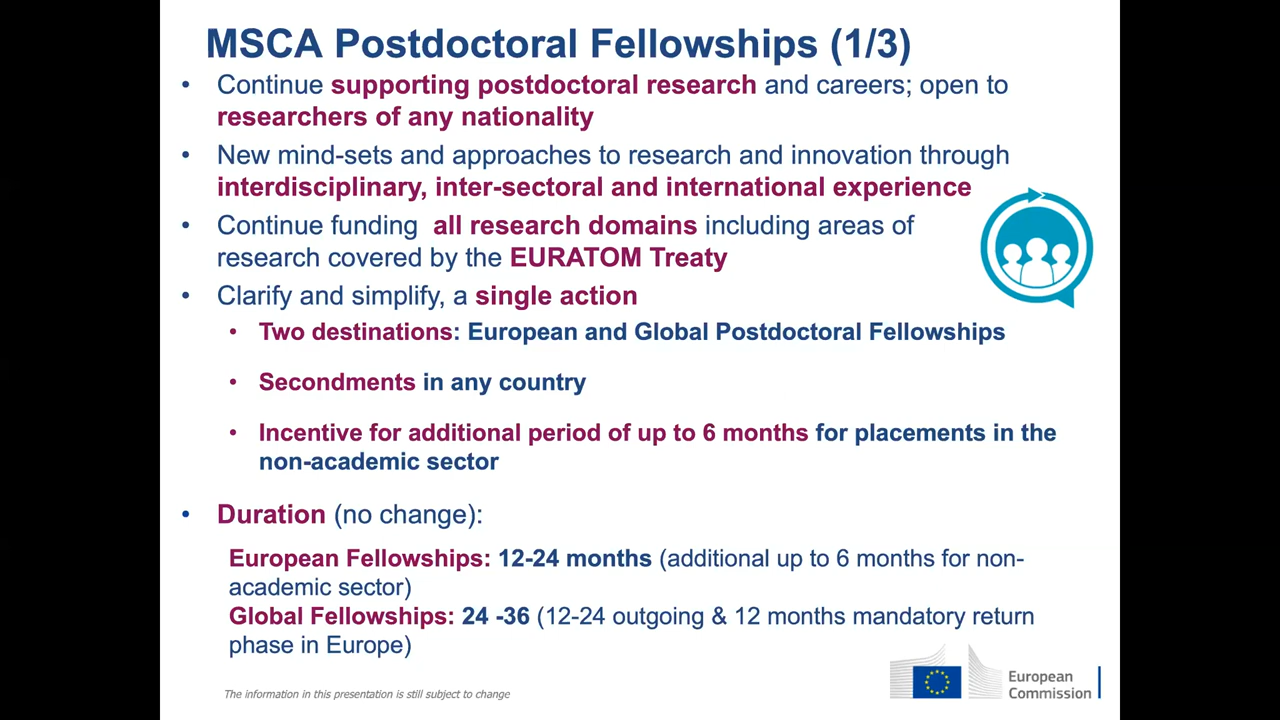 MSCA Postdoctoral Fellowships (1/3)
• Continue supporting postdoctoral research and careers; open to
researchers of any nationality
• New mind-sets and approaches to research and innovation through
interdisciplinary, inter-sectoral and international experience
• Continue funding all research domains including areas of
research covered by the EURATOM Treaty
• Clarify and simplify, a single action
• Two destinations: European and Global Postdoctoral Fellowships
• Secondments in any country
• Incentive for additional period of up to 6 months for placements in the
non-academic sector
• Duration (no change):
European Fellowships: 12-24 months (additional up to 6 months for non-
academic sector)
Global Fellowships: 24 -36 (12-24 outgoing & 12 months mandatory return
phase in Europe)
The information in this presentation is still subject to change
European
Commission